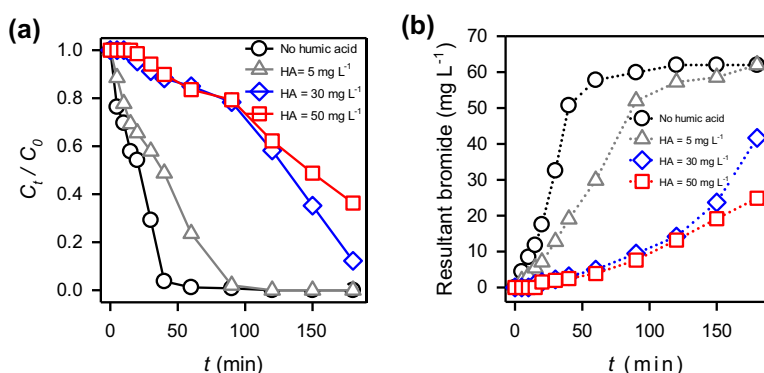 (a)
1.0
0.8
0.6
0.4
0.2
0.0
C_t / C_0
0
50
100
150
t (min)
No humic acid
HA= 5 mg L⁻¹
HA = 30 mg L⁻¹
HA = 50 mg L⁻¹
(b)
70
60
50
40
30
20
10
0
Resultant bromide (mg L⁻¹)
0
50
100
150
t (min)
No humic acid
HA = 5 mg L⁻¹
HA = 30 mg L⁻¹
HA = 50 mg L⁻¹